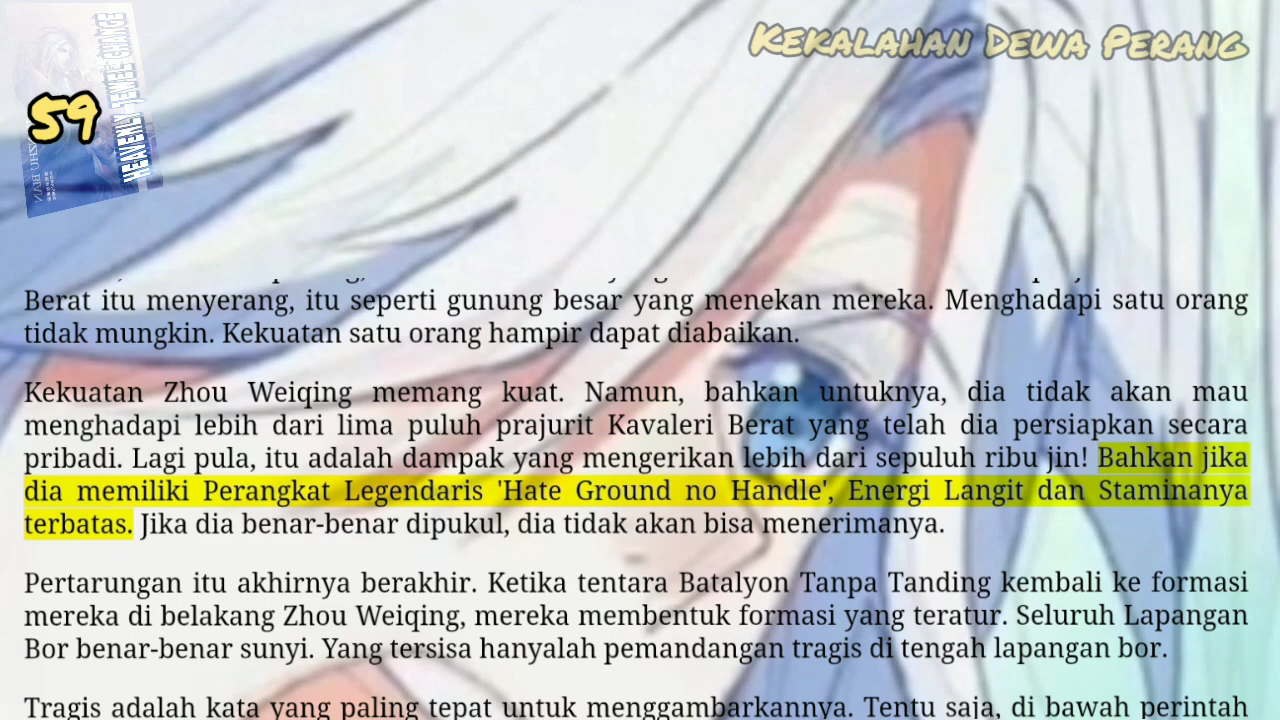 Kekalahan Dewa Perang
59
HEAVENLY JEWEL CHANGE
Berat itu menyerang, itu seperti gunung besar yang menekan mereka. Menghadapi satu orang
tidak mungkin. Kekuatan satu orang hampir dapat diabaikan.
Kekuatan Zhou Weiqing memang kuat. Namun, bahkan untuknya, dia tidak akan mau
menghadapi lebih dari lima puluh prajurit Kavaleri Berat yang telah dia persiapkan secara
pribadi. Lagi pula, itu adalah dampak yang mengerikan lebih dari sepuluh ribu jin! Bahkan jika
dia memiliki Perangkat Legendaris 'Hate Ground no Handle', Energi Langit dan Staminanya
terbatas. Jika dia benar-benar dipukul, dia tidak akan bisa menerimanya.
Pertarungan itu akhirnya berakhir. Ketika tentara Batalyon Tanpa Tanding kembali ke formasi
mereka di belakang Zhou Weiqing, mereka membentuk formasi yang teratur. Seluruh Lapangan
Bor benar-benar sunyi. Yang tersisa hanyalah pemandangan tragis di tengah lapangan bor.
Tragis adalah kata yang paling tepat untuk menggambarkannya. Tentu saja, di bawah perintah